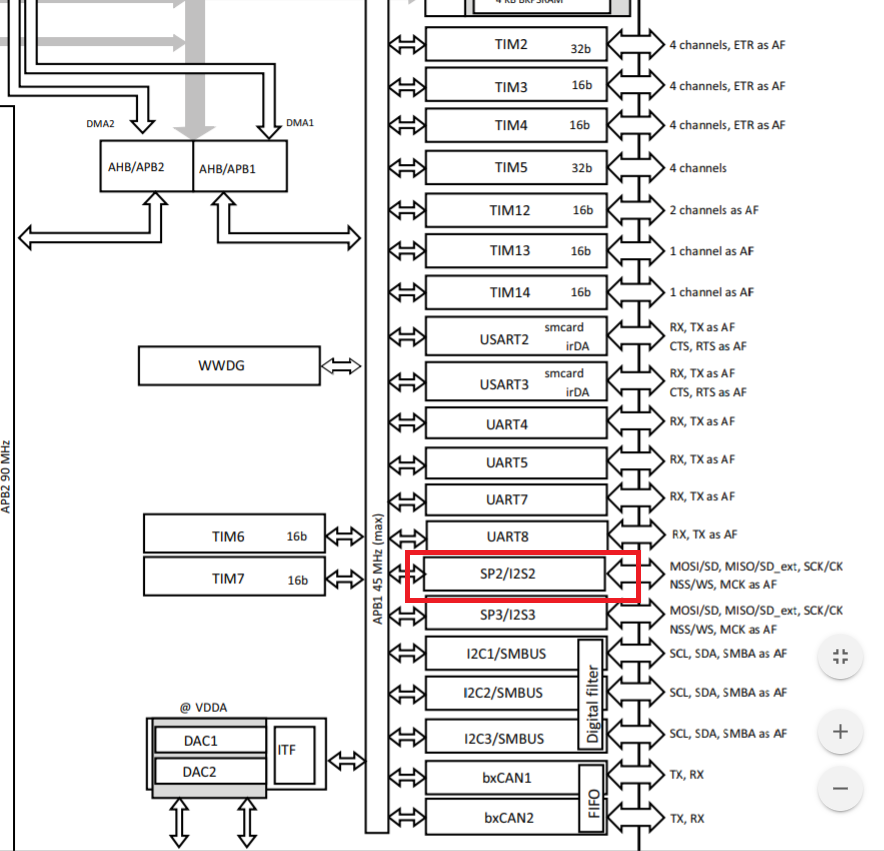 4 KB BKPSRAM
TIM2 32b
4 channels, ETR as AF
TIM3 16b
4 channels, ETR as AF
DMA2
DMA1
TIM4 16b
4 channels, ETR as AF
AHB/APB2
AHB/APB1
TIM5 32b
4 channels
TIM12 16b
2 channels as AF
TIM13 16b
1 channel as AF
TIM14 16b
1 channel as AF
USART2
smcard
irDA
RX, TX as AF
CTS, RTS as AF
WWDG
USART3
smcard
irDA
RX, TX as AF
CTS, RTS as AF
UART4
RX, TX as AF
UART5
RX, TX as AF
APB2 90 MHz
UART7
RX, TX as AF
TIM6 16b
UART8
RX, TX as AF
APB1 45 MHz (max)
TIM7 16b
SP2/I2S2
MOSI/SD, MISO/SD_ext, SCK/CK
NSS/WS, MCK as AF
SP3/I2S3
MOSI/SD, MISO/SD_ext, SCK/CK
NSS/WS, MCK as AF
I2C1/SMBUS
SCL, SDA, SMBA as AF
I2C2/SMBUS
SCL, SDA, SMBA as AF
Digital filter
I2C3/SMBUS
SCL, SDA, SMBA as AF
@ VDDA
DAC1
DAC2
ITF
bxCAN1
TX, RX
FIFO
bxCAN2
TX, RX